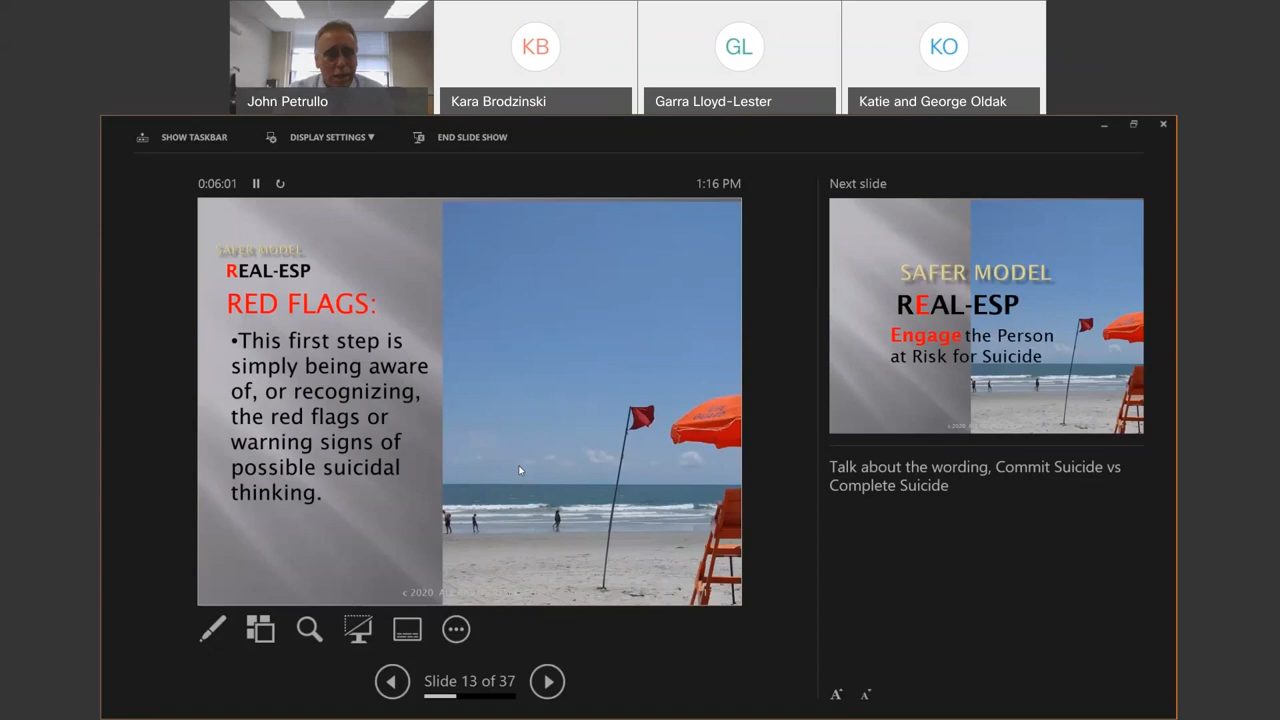 KB
GL
KO
John Petrullo
Kara Brodzinski
Garra Lloyd-Lester
Katie and George Oldak
SHOW TASKBAR
DISPLAY SETTINGS ▼
END SLIDE SHOW
0:06:01
1:16 PM
SAFER MODEL
REAL-ESP
RED FLAGS:
•This first step is
simply being aware
of, or recognizing,
the red flags or
warning signs of
possible suicidal
thinking.
c 2020
Next slide
SAFER MODEL
REAL-ESP
Engage the Person
at Risk for Suicide
c 2020
Talk about the wording, Commit Suicide vs
Complete Suicide
Slide 13 of 37
A
A